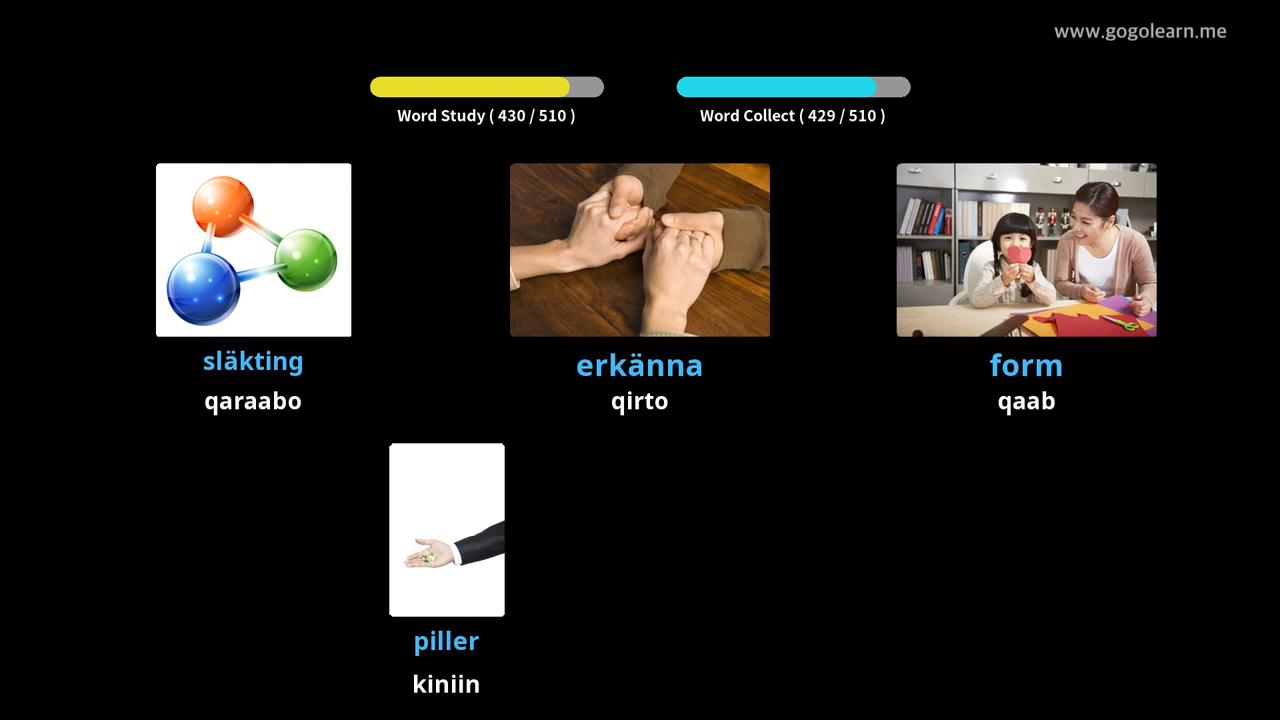 www.gogolearn.me
Word Study ( 430 / 510 )
Word Collect ( 429 / 510 )
släkting
qaraabo
erkänna
qirto
form
qaab
piller
kiniin